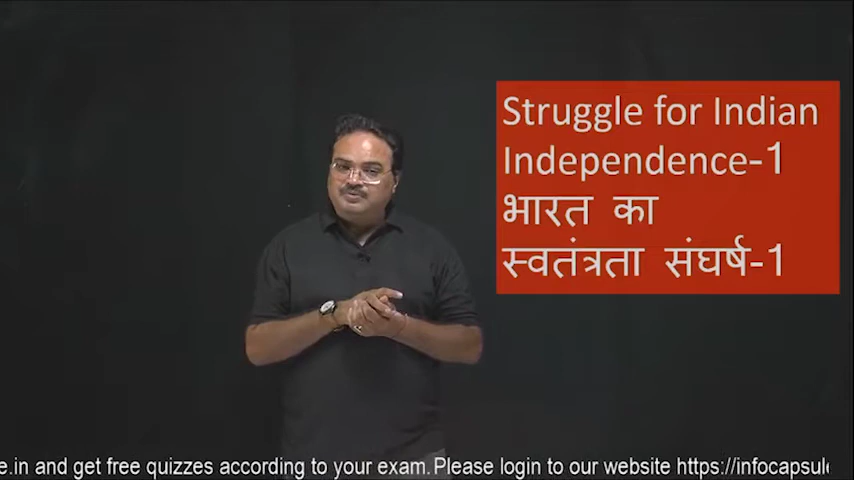 Struggle for Indian
Independence-1
भारत का
स्वतंत्रता संघर्ष-1
e.in and get free quizzes according to your exam. Please login to our website https://infocapsule